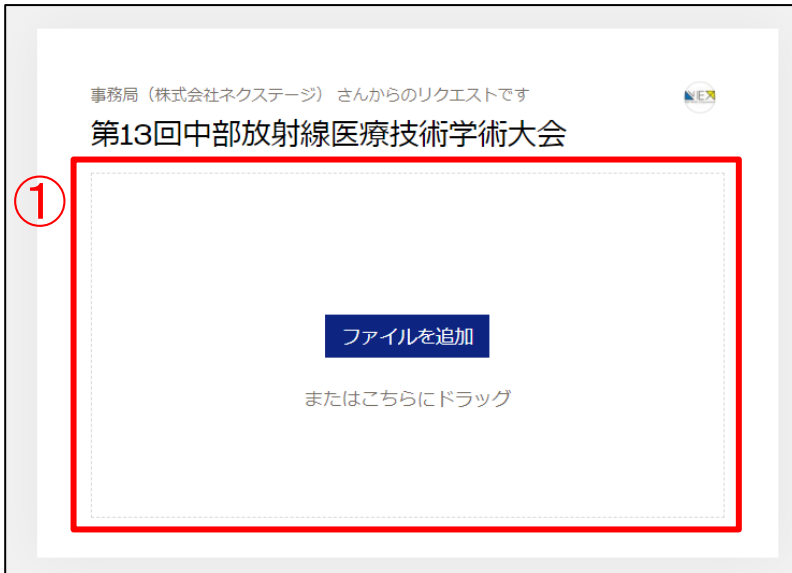 事務局（株式会社ネクステージ） さんからのリクエストです
NEX
第13回中部放射線医療技術学術大会
①
ファイルを追加
またはこちらにドラッグ